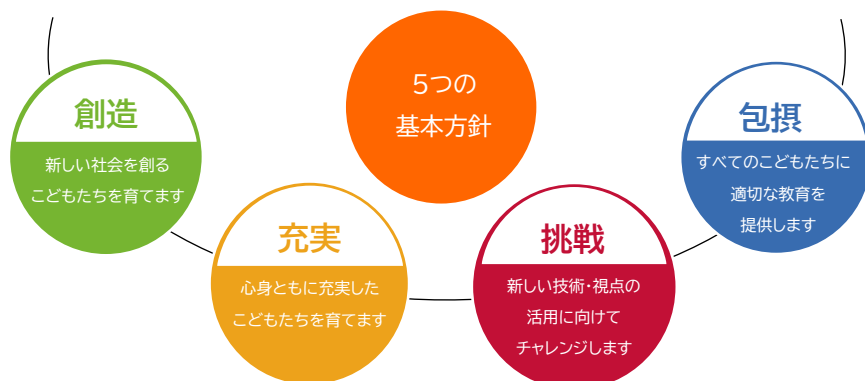 5つの
基本方針
創造
新しい社会を創る
こどもたちを育てます
充実
心身ともに充実した
こどもたちを育てます
挑戦
新しい技術・視点の
活用に向けて
チャレンジします
包摂
すべてのこどもたちに
適切な教育を
提供します